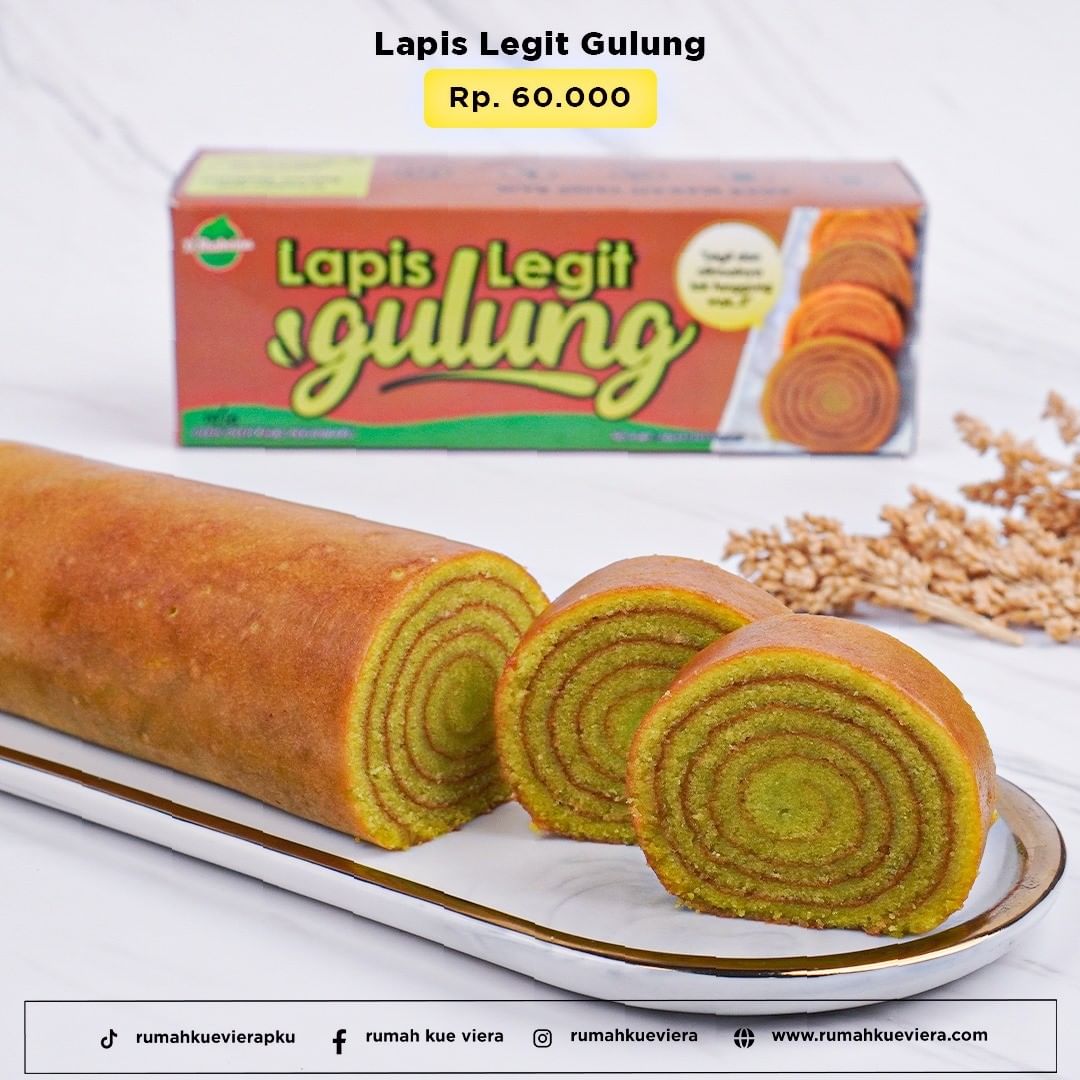 Lapis Legit Gulung
Rp. 60.000
Lapis Legit
gulung
rumahkuevierapku
rumah kue viera
rumahkueviera
www.rumahkueviera.com